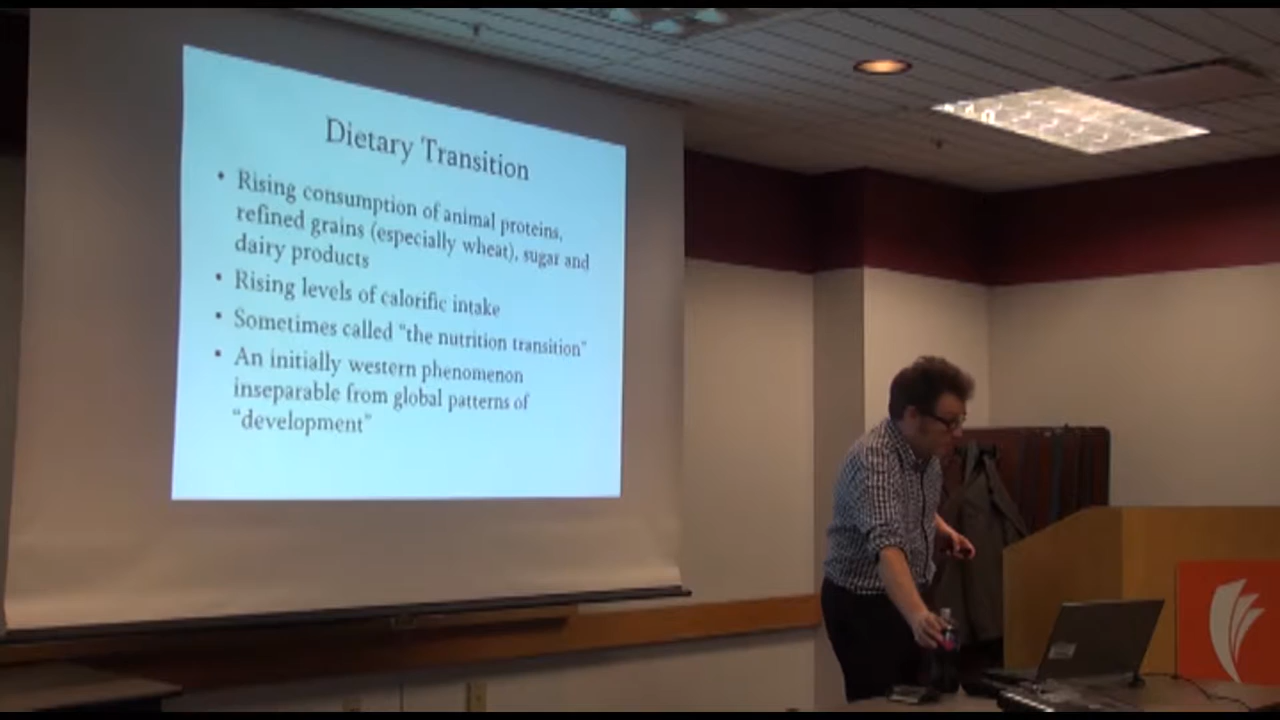 Dietary Transition
• Rising consumption of animal proteins,
refined grains (especially wheat), sugar and
dairy products
• Rising levels of calorific intake
• Sometimes called "the nutrition transition"
• An initially western phenomenon
inseparable from global patterns of
"development"